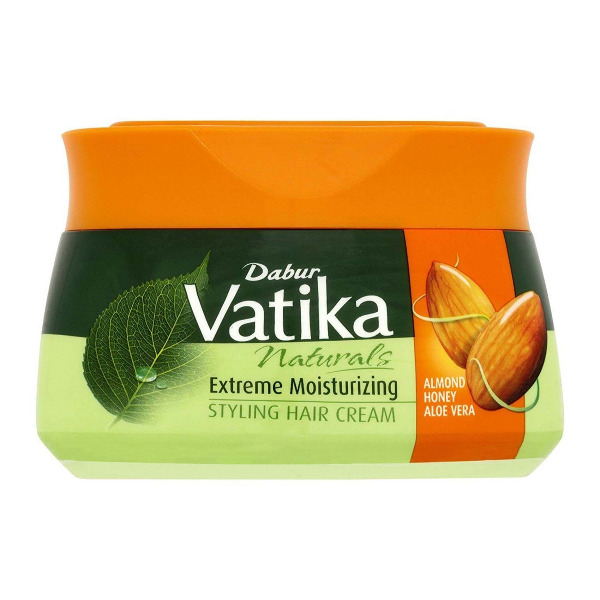 Dabur
Vatika
Naturals
Extreme Moisturizing
STYLING HAIR CREAM
ALMOND
HONEY
ALOE VERA